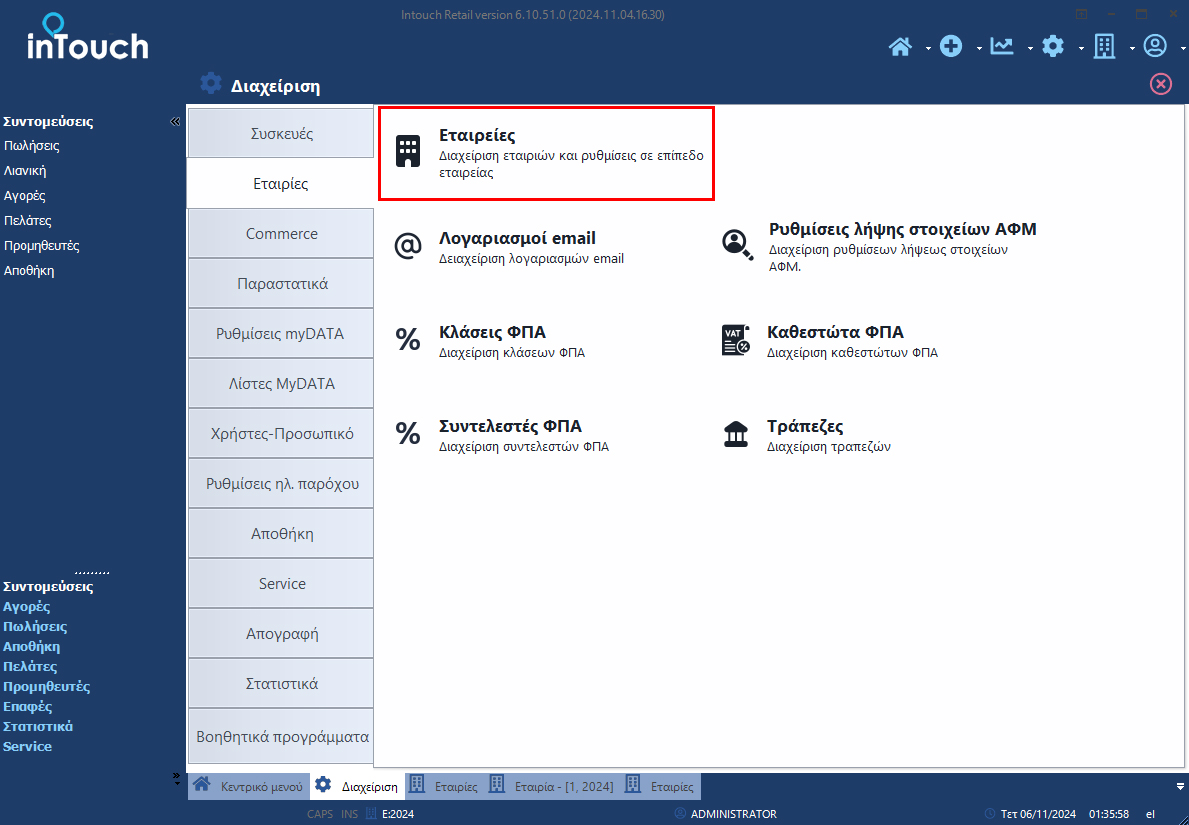 Intouch Retail version 6.10.51.0 (2024.11.04.16.30)
inTouch
Διαχείριση
Συντομεύσεις
Πωλήσεις
Λιανική
Αγορές
Πελάτες
Προμηθευτές
Αποθήκη
Συσκευές
Εταιρίες
Commerce
Παραστατικά
Ρυθμίσεις myDATA
Λίστες MyDATA
Χρήστες-Προσωπικό
Ρυθμίσεις ηλ. παρόχου
Αποθήκη
Service
Απογραφή
Στατιστικά
Βοηθητικά προγράμματα
Εταιρείες
Διαχείριση εταιριών και ρυθμίσεις σε επίπεδο
εταιρείας
Λογαριασμοί email
Δειαχείριση λογαριασμών email
Ρυθμίσεις λήψης στοιχείων ΑΦΜ
Διαχείριση ρυθμίσεων λήψεως στοιχείων
ΑΦΜ.
Κλάσεις ΦΠΑ
Διαχείριση κλάσεων ΦΠΑ
VAT
Καθεστώτα ΦΠΑ
Διαχείριση καθεστώτων ΦΠΑ
Συντελεστές ΦΠΑ
Διαχείριση συντελεστών ΦΠΑ
Τράπεζες
Διαχείριση τραπεζών
Συντομεύσεις
Αγορές
Πωλήσεις
Αποθήκη
Πελάτες
Προμηθευτές
Επαφές
Στατιστικά
Service
Κεντρικό μενού
Διαχείριση
Εταιρίες
Εταιρία - [1, 2024]
Εταιρίες
CAPS INS E:2024 ADMINISTRATOR Τετ 06/11/2024 01:35:58 el